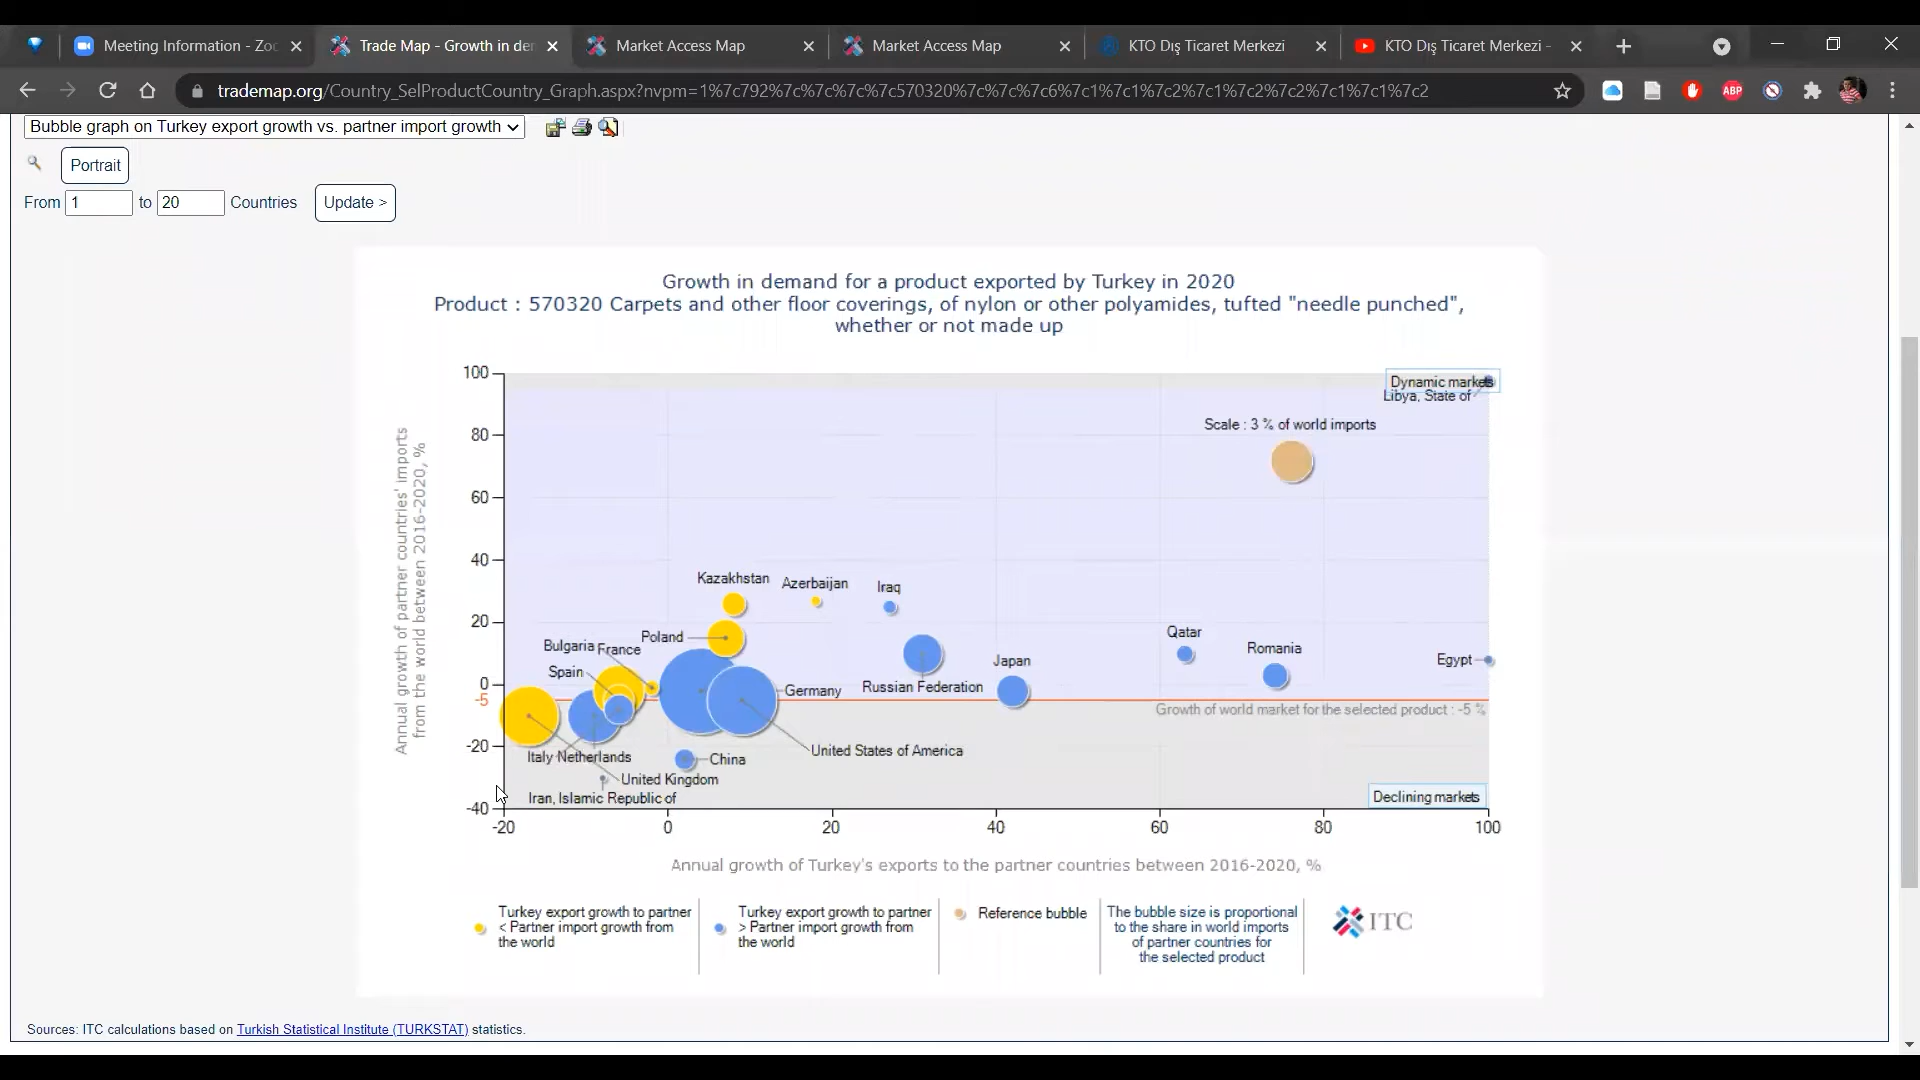 Meeting Information - Zoo
Trade Map - Growth in der
Market Access Map
Market Access Map
KTO Dış Ticaret Merkezi
KTO Dış Ticaret Merkezi -
trademap.org/Country_SelProductCountry_Graph.aspx?nvpm=1%7c792%7c%7c%7c%7c570320%7c%7c%7c6%7c1%7c1%7c2%7c1%7c2%7c2%7c1%7c1%7c2
ABP
Bubble graph on Turkey export growth vs. partner import growth
Portrait
From 1 to 20 Countries Update >
Growth in demand for a product exported by Turkey in 2020
Product : 570320 Carpets and other floor coverings, of nylon or other polyamides, tufted "needle punched",
whether or not made up
Annual growth of partner countries' imports
from the world between 2016-2020, %
100
80
60
40
20
0
-5
-20
-40
Dynamic markets
Libya, State of
Scale : 3 % of world imports
Kazakhstan
Azerbaijan
Iraq
Poland
Bulgaria
France
Spain
Qatar
Romania
Japan
Egypt
Germany
Russian Federation
Growth of world market for the selected product : -5 %
United States of America
Italy
Netherlands
China
United Kingdom
Iran, Islamic Republic of
Declining markets
-20
0
20
40
60
80
100
Annual growth of Turkey's exports to the partner countries between 2016-2020, %
Turkey export growth to partner
< Partner import growth from
the world
Turkey export growth to partner
> Partner import growth from
the world
Reference bubble
The bubble size is proportional
to the share in world imports
of partner countries for
the selected product
ITC
Sources: ITC calculations based on Turkish Statistical Institute (TURKSTAT) statistics.